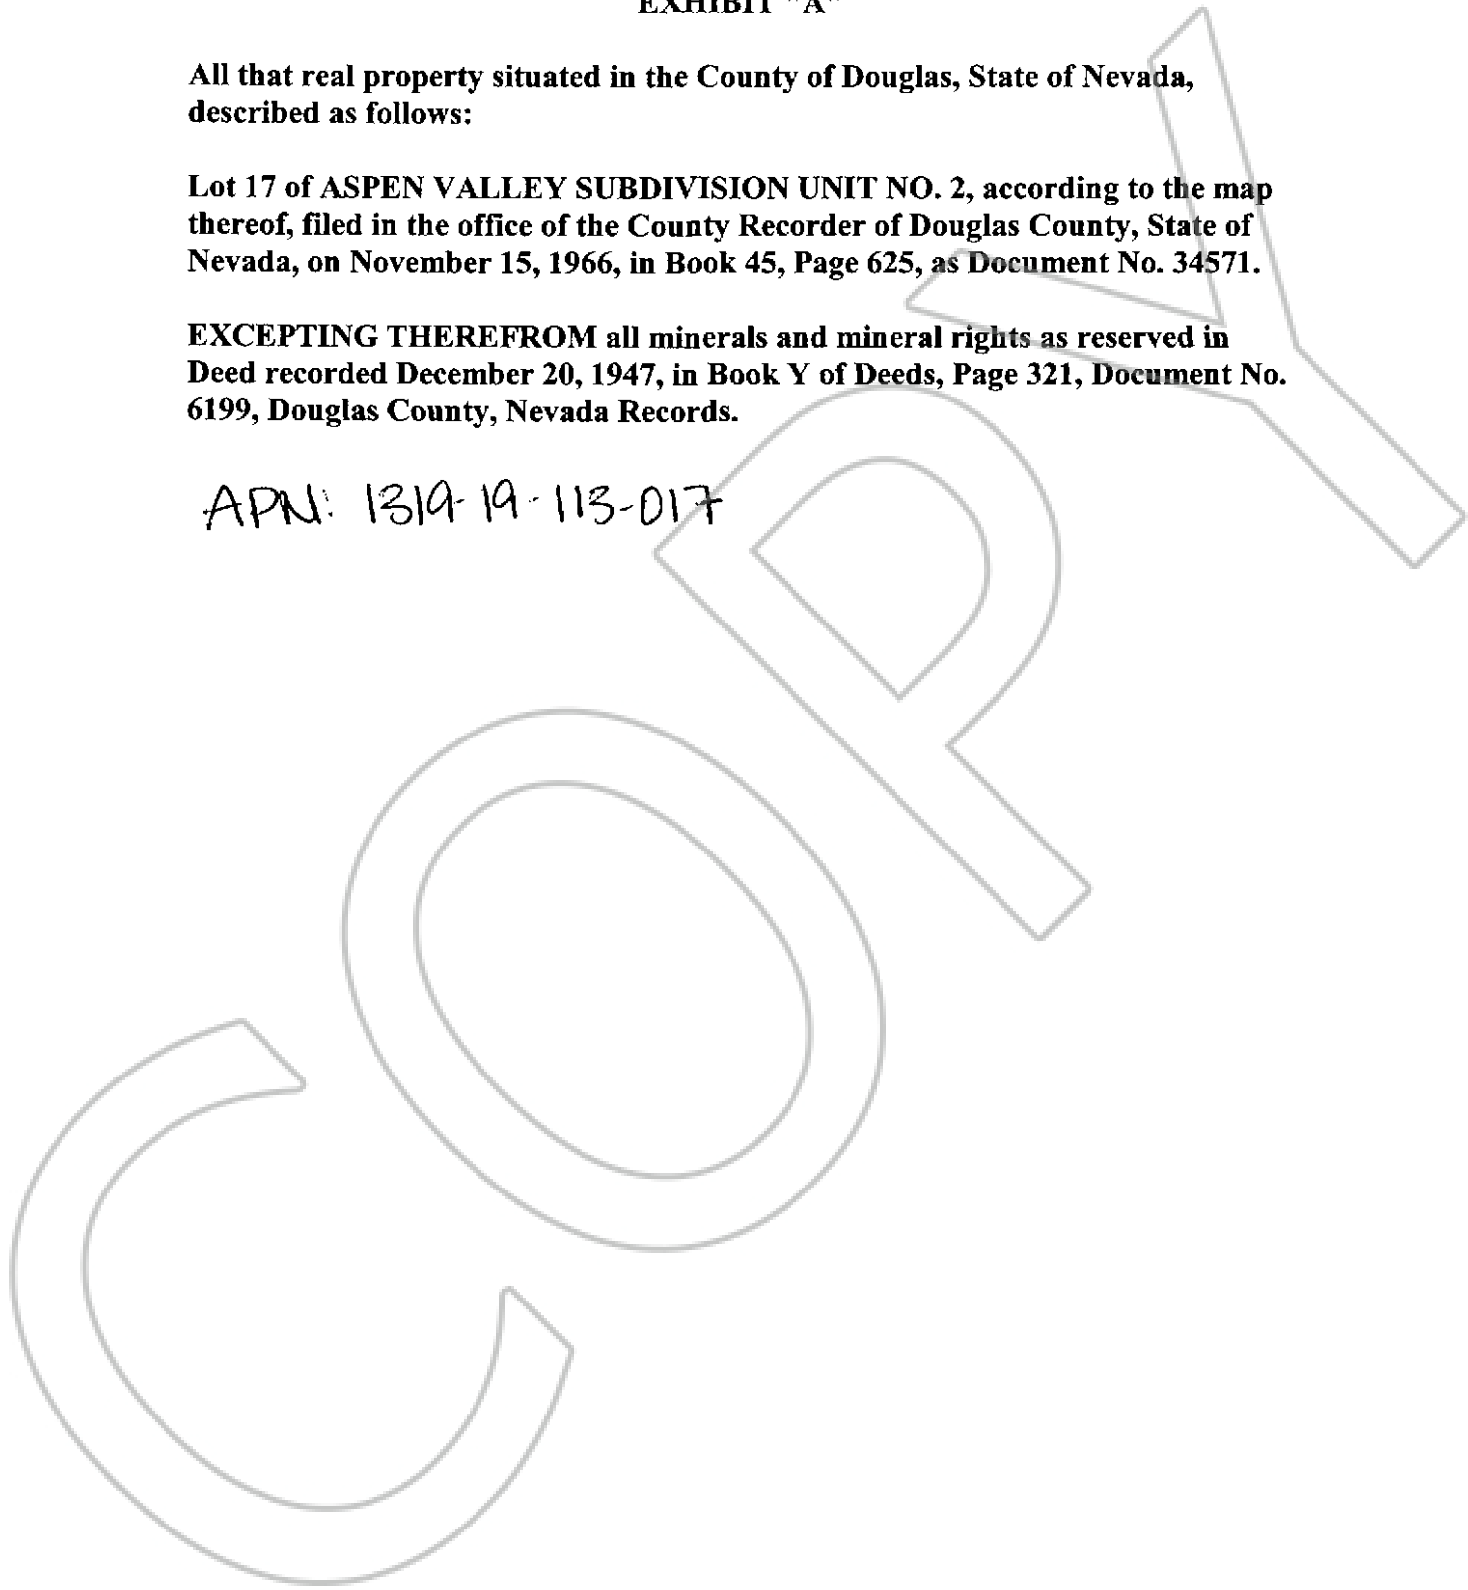 EXHIBIT "A"
All that real property situated in the County of Douglas, State of Nevada,
described as follows:
Lot 17 of ASPEN VALLEY SUBDIVISION UNIT NO. 2, according to the map
thereof, filed in the office of the County Recorder of Douglas County, State of
Nevada, on November 15, 1966, in Book 45, Page 625, as Document No. 34571.
EXCEPTING THEREFROM all minerals and mineral rights as reserved in
Deed recorded December 20, 1947, in Book Y of Deeds, Page 321, Document No.
6199, Douglas County, Nevada Records.
APN: 1319-19-113-017
COPY